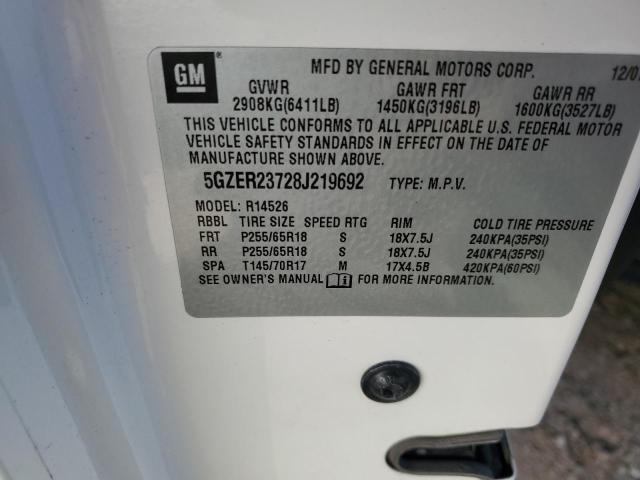 GM
MFD BY GENERAL MOTORS CORP. 12/0
GVWR GAWR FRT GAWR RR
2908KG(6411LB) 1450KG(3196LB) 1600KG(3527LB)
THIS VEHICLE CONFORMS TO ALL APPLICABLE U.S. FEDERAL MOTOR
VEHICLE SAFETY STANDARDS IN EFFECT ON THE DATE OF
MANUFACTURE SHOWN ABOVE.
5GZER23728J219692 TYPE: M.P.V.
MODEL: R14526
RBBL TIRE SIZE SPEED RTG RIM COLD TIRE PRESSURE
FRT P255/65R18 S 18X7.5J 240KPA(35PSI)
RR P255/65R18 S 18X7.5J 240KPA(35PSI)
SPA T145/70R17 M 17X4.5B 420KPA(60PSI)
SEE OWNER'S MANUAL FOR MORE INFORMATION.